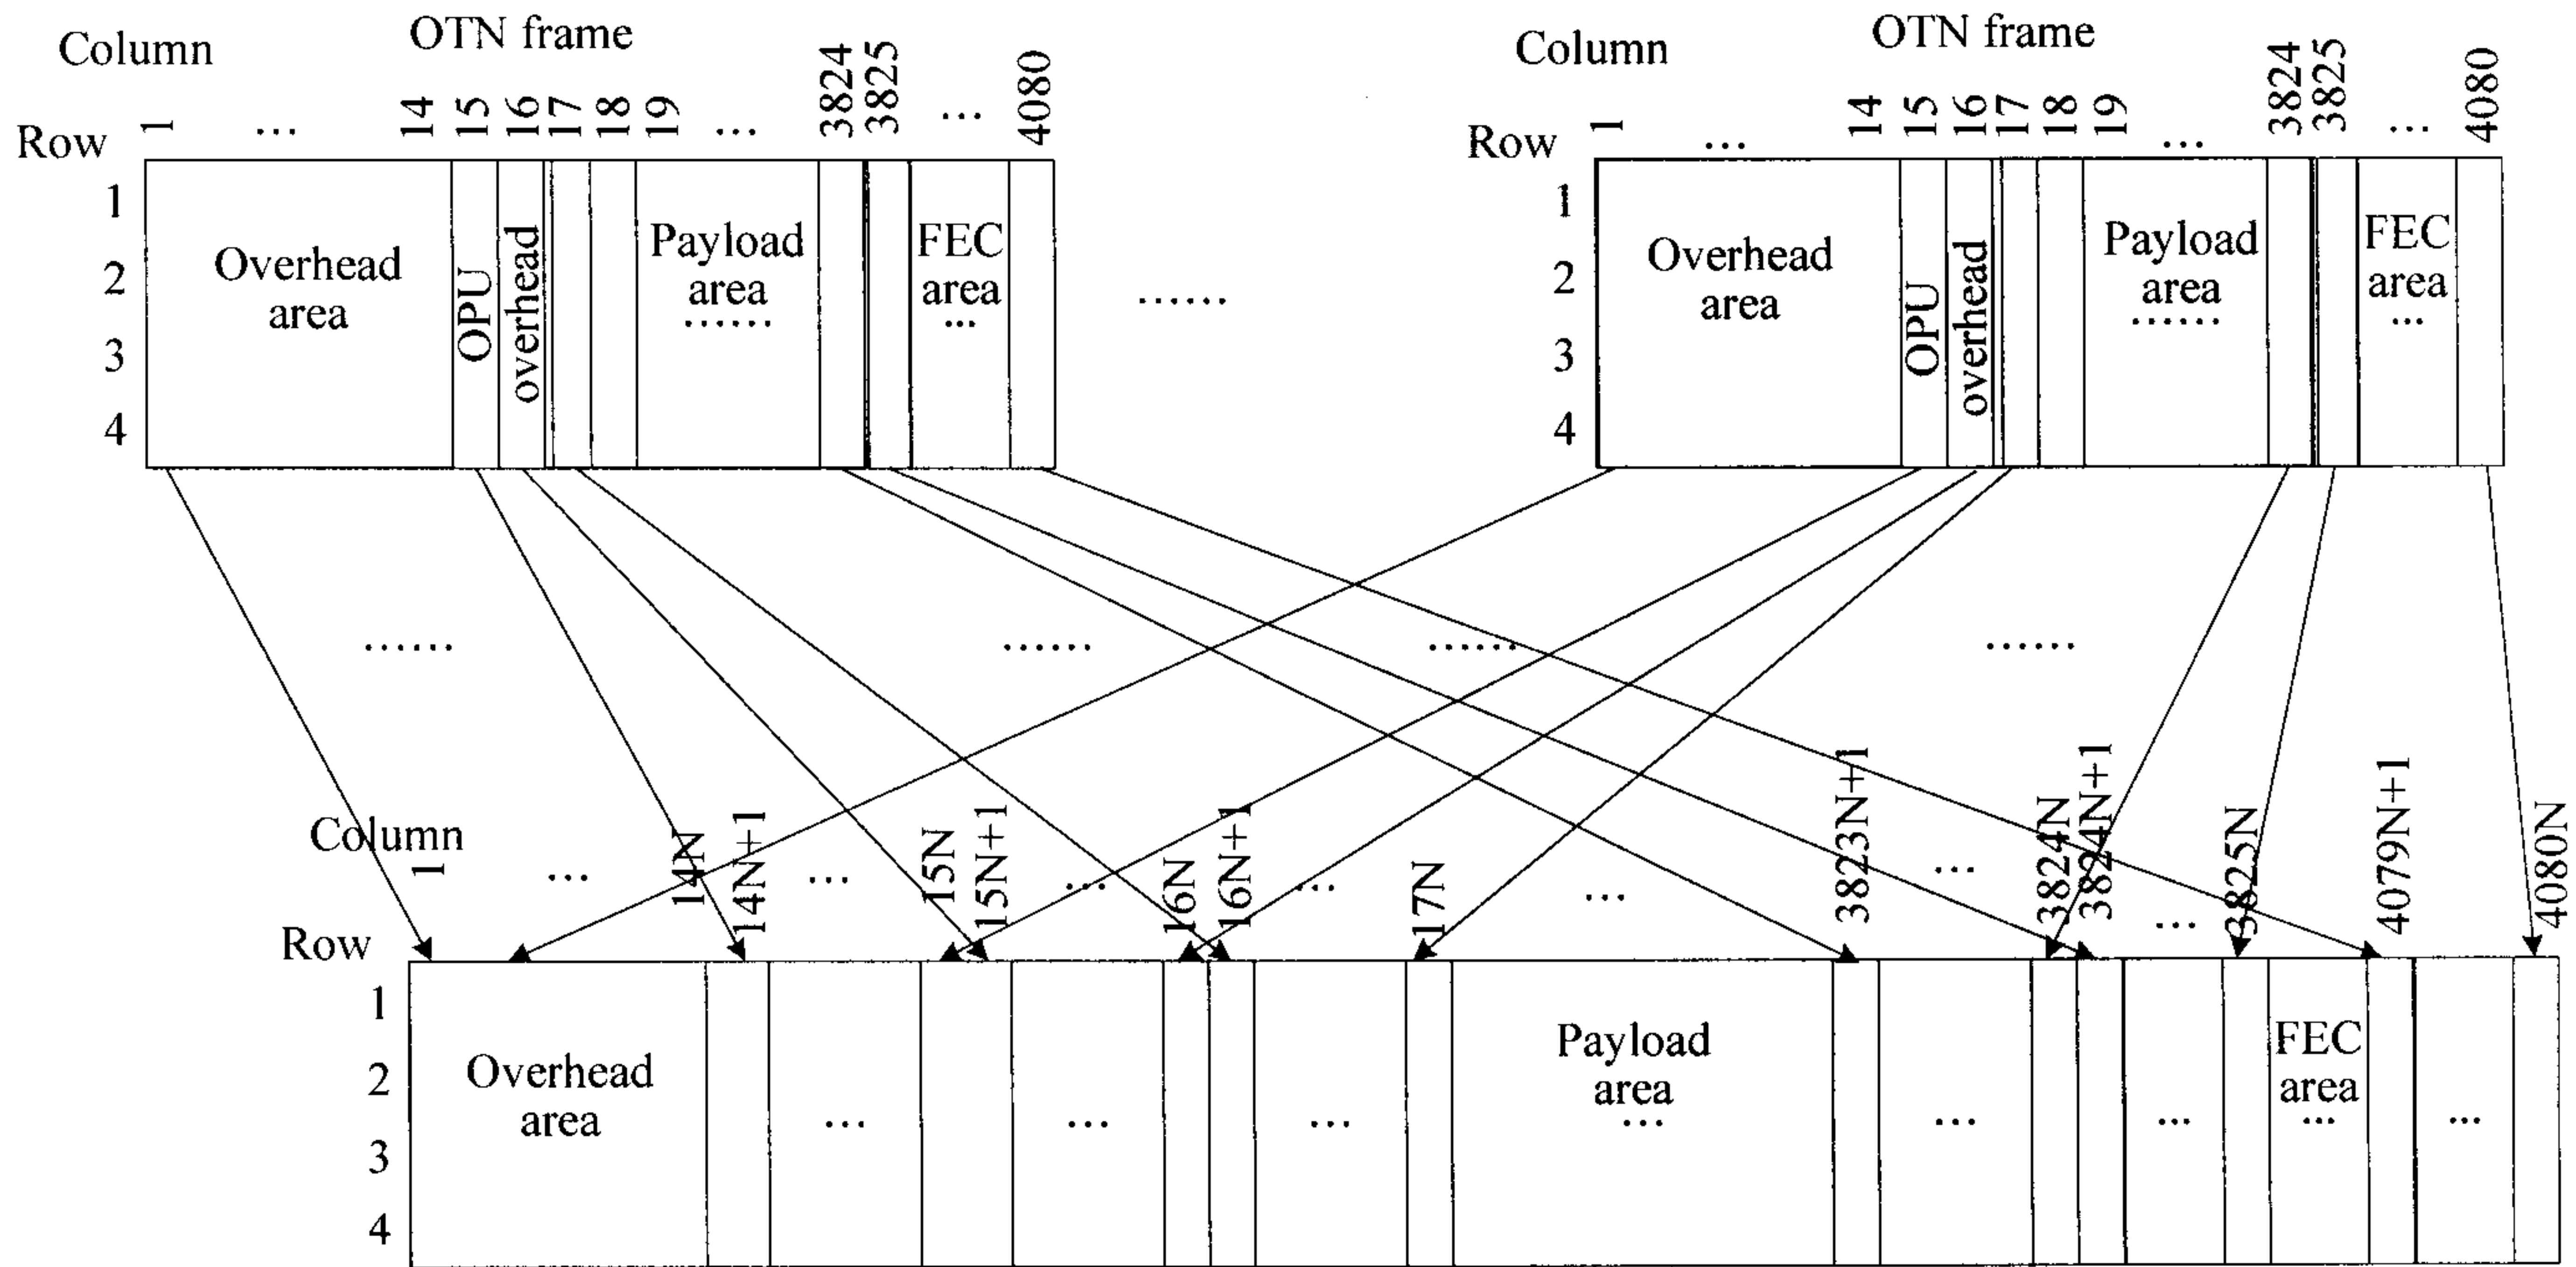 Column OTN frame
1 ... 14 15 16 17 18 19 ... 3824 3825 ... 4080
Row
1
2
3
4
Overhead
area
OPU
overhead
Payload
area
......
FEC
area
...
......
Column OTN frame
1 ... 14 15 16 17 18 19 ... 3824 3825 ... 4080
Row
1
2
3
4
Overhead
area
OPU
overhead
Payload
area
......
FEC
area
...
...... ...... ...... ......
Column
1 ... 14N 14N+1 ... 15N 15N+1 ... 16N 16N+1 ... 17N ... 3823N+1 ... 3824N 3824N+1 ... 3825N 4079N+1 4080N
Row
1
2
3
4
Overhead
area
... ... ...
Payload
area
...
... ...
FEC
area
...
...